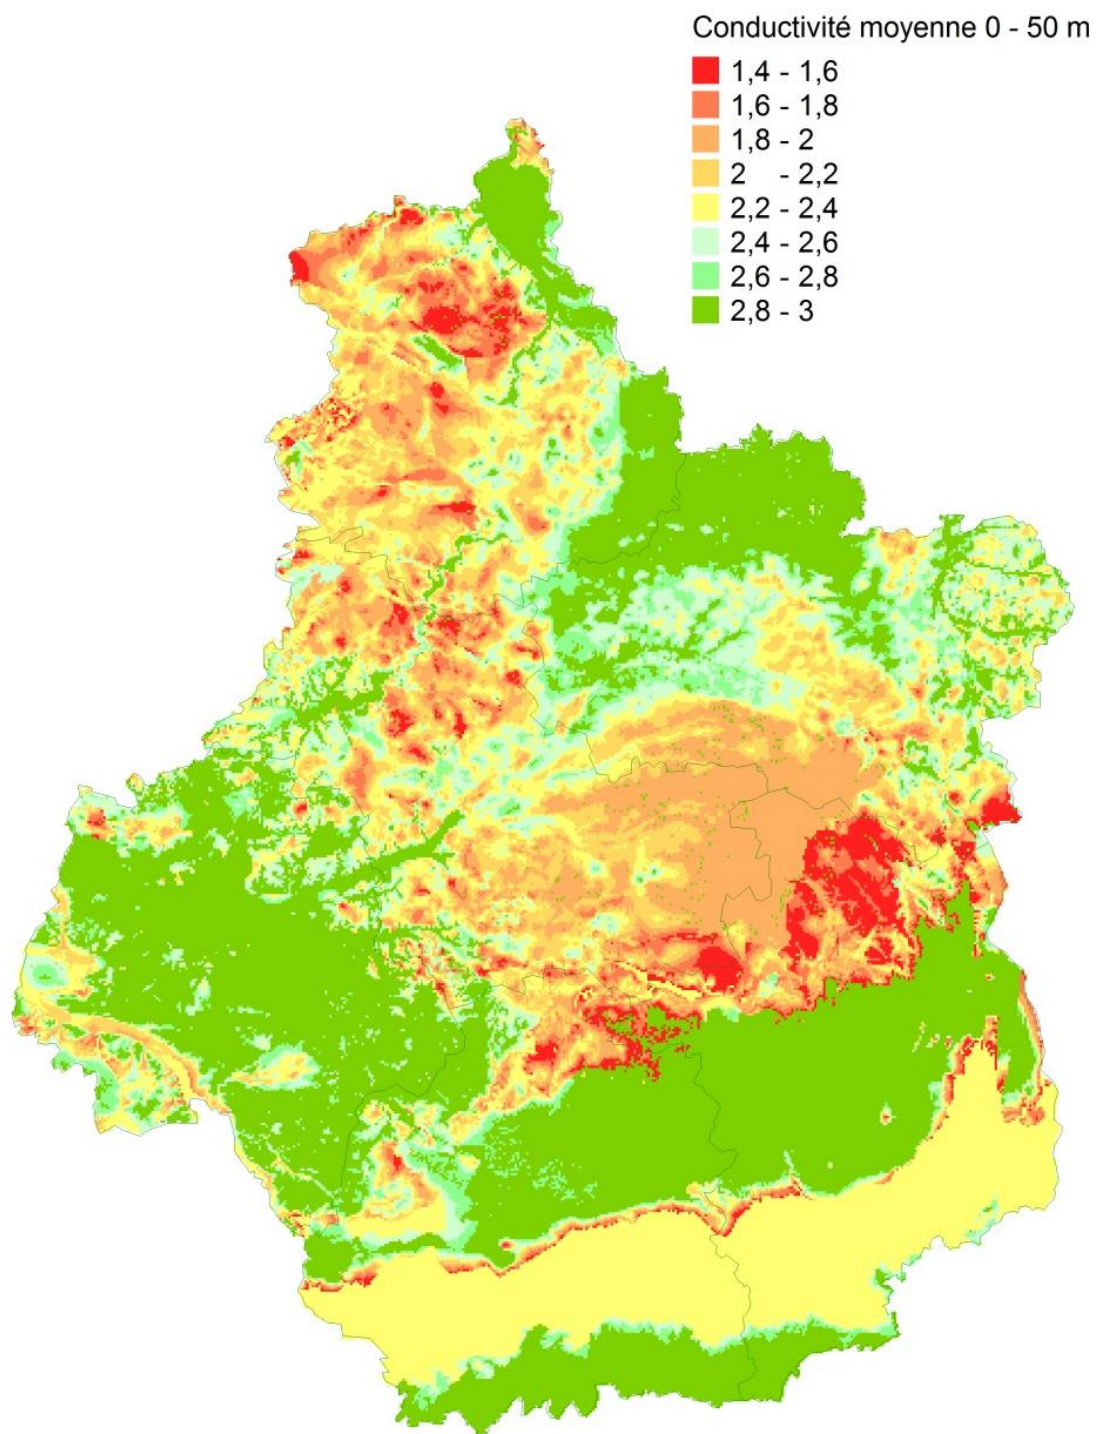 Conductivité moyenne 0 - 50 m
1,4 - 1,6
1,6 - 1,8
1,8 - 2
2 - 2,2
2,2 - 2,4
2,4 - 2,6
2,6 - 2,8
2,8 - 3